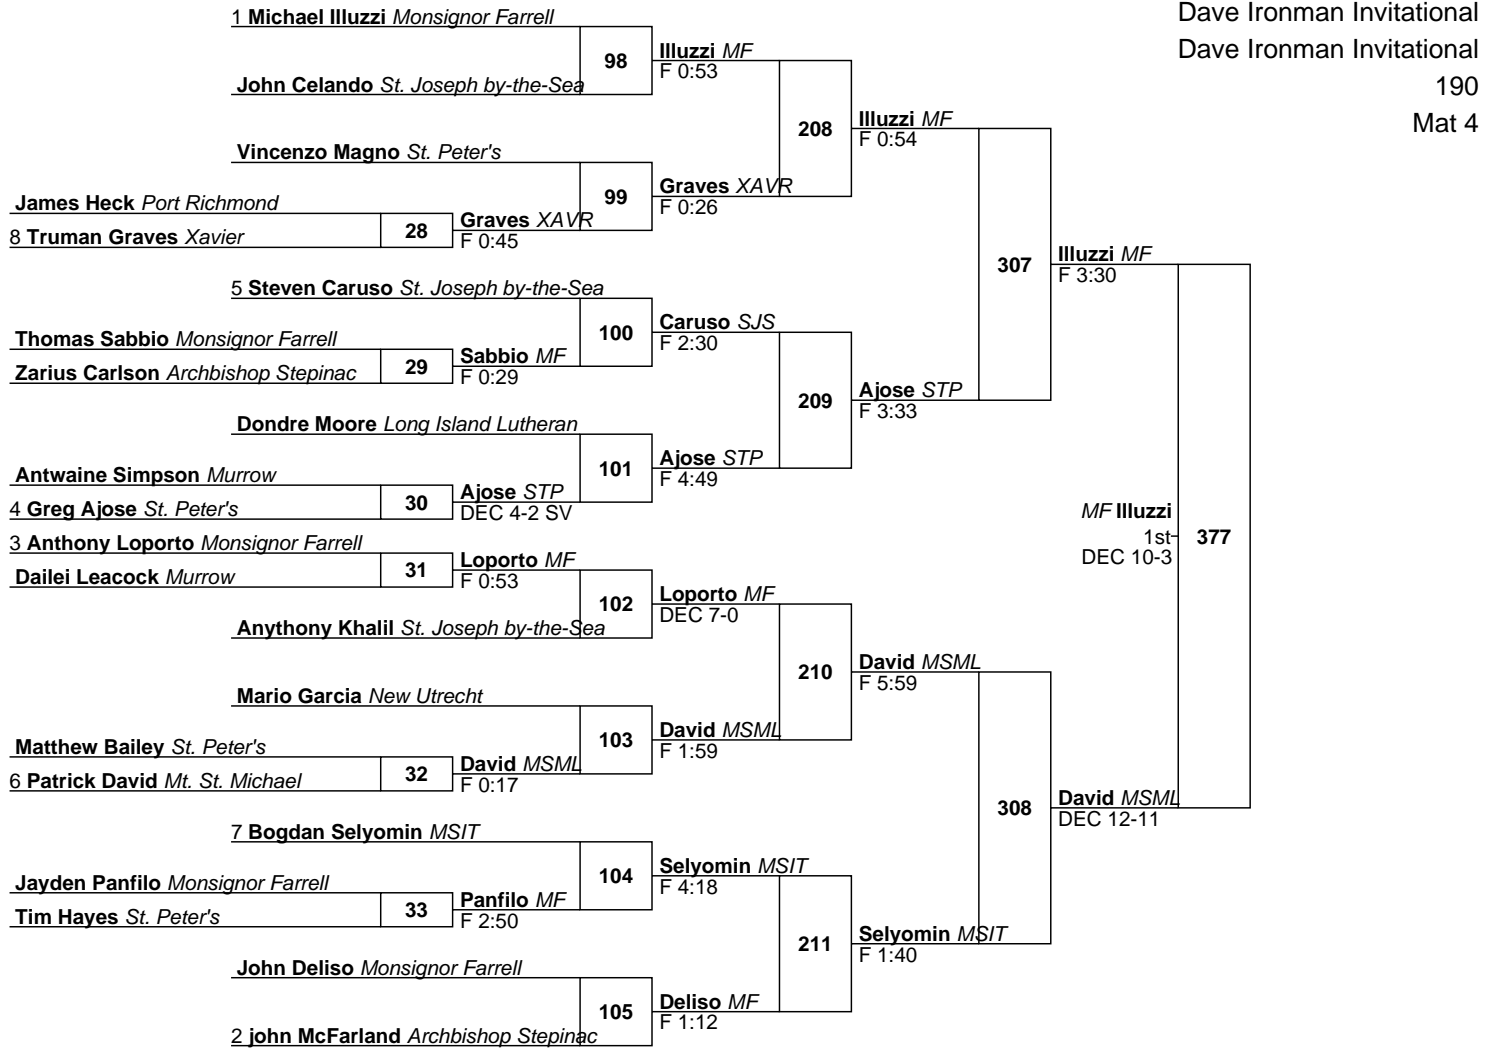 Dave Ironman Invitational
Dave Ironman Invitational
190
Mat 4
1 Michael Illuzzi Monsignor Farrell
98
Illuzzi MF
F 0:53
John Celando St. Joseph by-the-Sea
208
Illuzzi MF
F 0:54
Vincenzo Magno St. Peter's
99
Graves XAVR
F 0:26
James Heck Port Richmond
28
Graves XAVR
F 0:45
8 Truman Graves Xavier
307
Illuzzi MF
F 3:30
5 Steven Caruso St. Joseph by-the-Sea
100
Caruso SJS
F 2:30
Thomas Sabbio Monsignor Farrell
29
Sabbio MF
F 0:29
Zarius Carlson Archbishop Stepinac
209
Ajose STP
F 3:33
Dondre Moore Long Island Lutheran
101
Ajose STP
F 4:49
Antwaine Simpson Murrow
30
Ajose STP
DEC 4-2 SV
4 Greg Ajose St. Peter's
MF Illuzzi
1st
DEC 10-3
377
3 Anthony Loporto Monsignor Farrell
31
Loporto MF
F 0:53
Dailei Leacock Murrow
102
Loporto MF
DEC 7-0
Anythony Khalil St. Joseph by-the-Sea
210
David MSML
F 5:59
Mario Garcia New Utrecht
103
David MSML
F 1:59
Matthew Bailey St. Peter's
32
David MSML
F 0:17
6 Patrick David Mt. St. Michael
308
David MSML
DEC 12-11
7 Bogdan Selyomin MSIT
104
Selyomin MSIT
F 4:18
Jayden Panfilo Monsignor Farrell
33
Panfilo MF
F 2:50
Tim Hayes St. Peter's
211
Selyomin MSIT
F 1:40
John Deliso Monsignor Farrell
105
Deliso MF
F 1:12
2 john McFarland Archbishop Stepinac